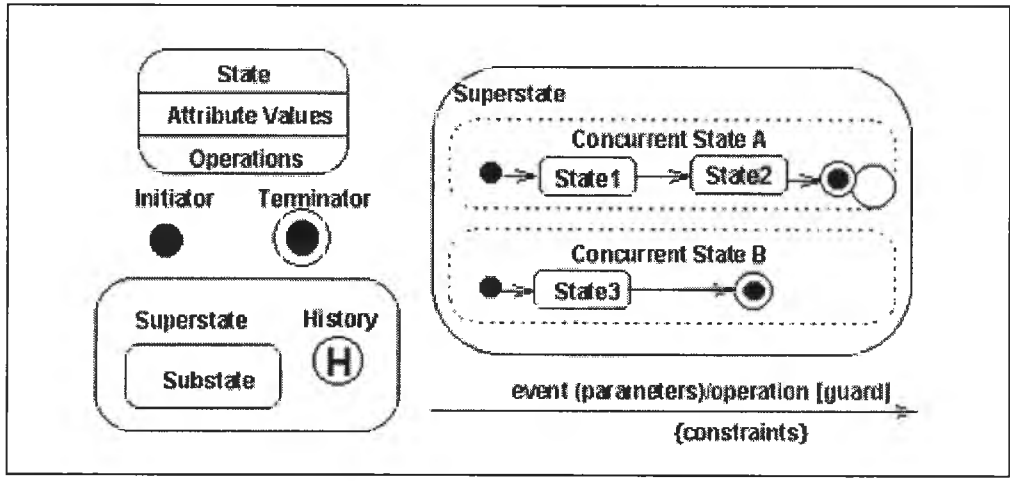 State
Attribute Values
Operations
Initiator Terminator
Superstate History
H
Substate
Superstate
Concurrent State A
State1 State2
Concurrent State B
State3
event (parameters)/operation [guard]
{constraints}